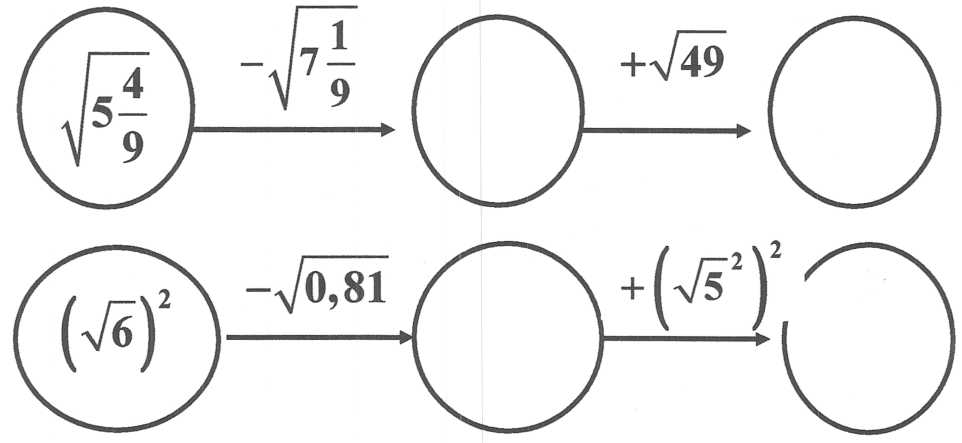 √5 4/9 −√7 1/9 +√49
(√6)² −√0,81 +(√5²)²